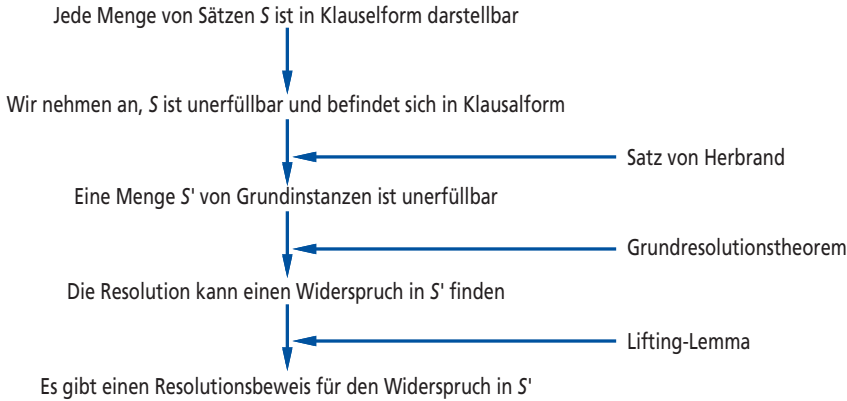 Jede Menge von Sätzen S ist in Klauselform darstellbar
Wir nehmen an, S ist unerfüllbar und befindet sich in Klausalform
Satz von Herbrand
Eine Menge S' von Grundinstanzen ist unerfüllbar
Grundresolutionstheorem
Die Resolution kann einen Widerspruch in S' finden
Lifting-Lemma
Es gibt einen Resolutionsbeweis für den Widerspruch in S'